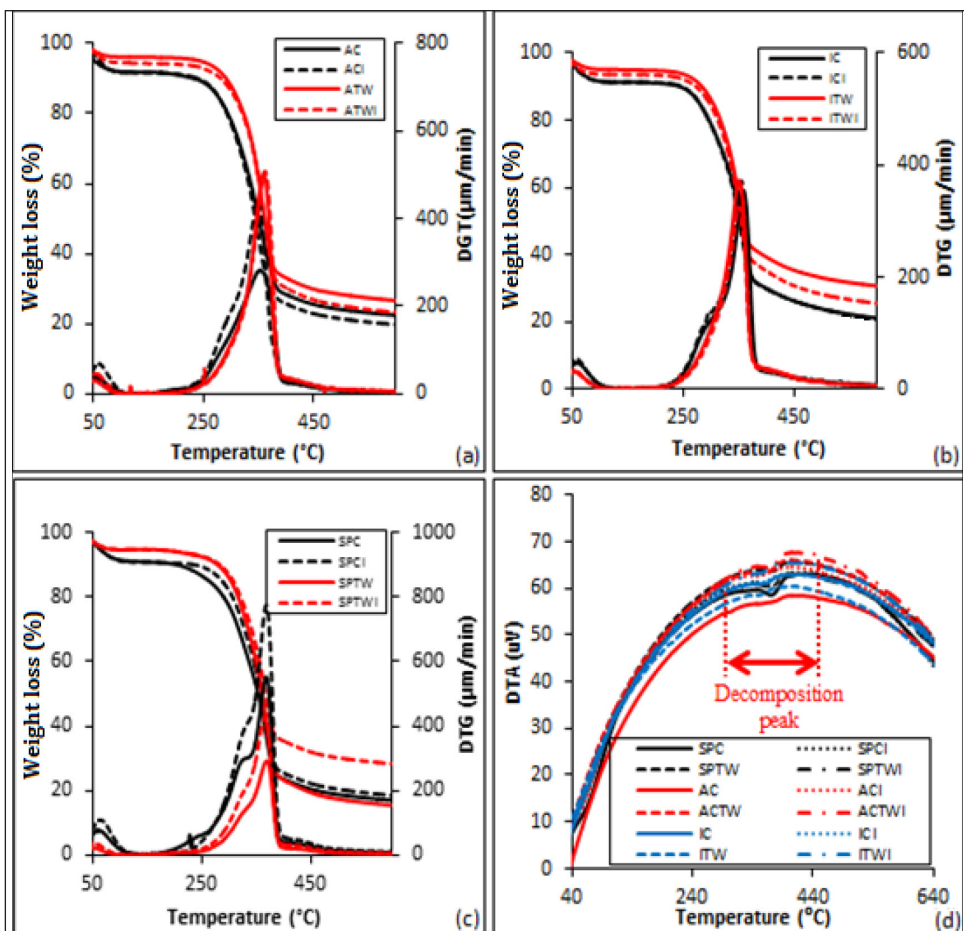 100
80
60
40
20
0
Weight loss (%)
800
600
400
200
0
DGT(µm/min)
AC
ACI
ATW
ATWI
50
250
450
Temperature (°C)
(a)
100
80
60
40
20
0
Weight loss (%)
600
400
200
0
DTG (µm/min)
IC
ICI
ITW
ITWI
50
250
450
Temperature (°C)
(b)
100
80
60
40
20
0
Weight loss (%)
1000
800
600
400
200
0
DTG (µm/min)
SPC
SPCI
SPTW
SPTWI
50
250
450
Temperature (°C)
(c)
80
70
60
50
40
30
20
10
0
DTA (uV)
Decomposition
peak
SPC
SPCI
SPTW
SPTWI
AC
ACI
ACTW
ACTWI
IC
ICI
ITW
ITWI
40
240
440
640
Temperature (°C)
(d)